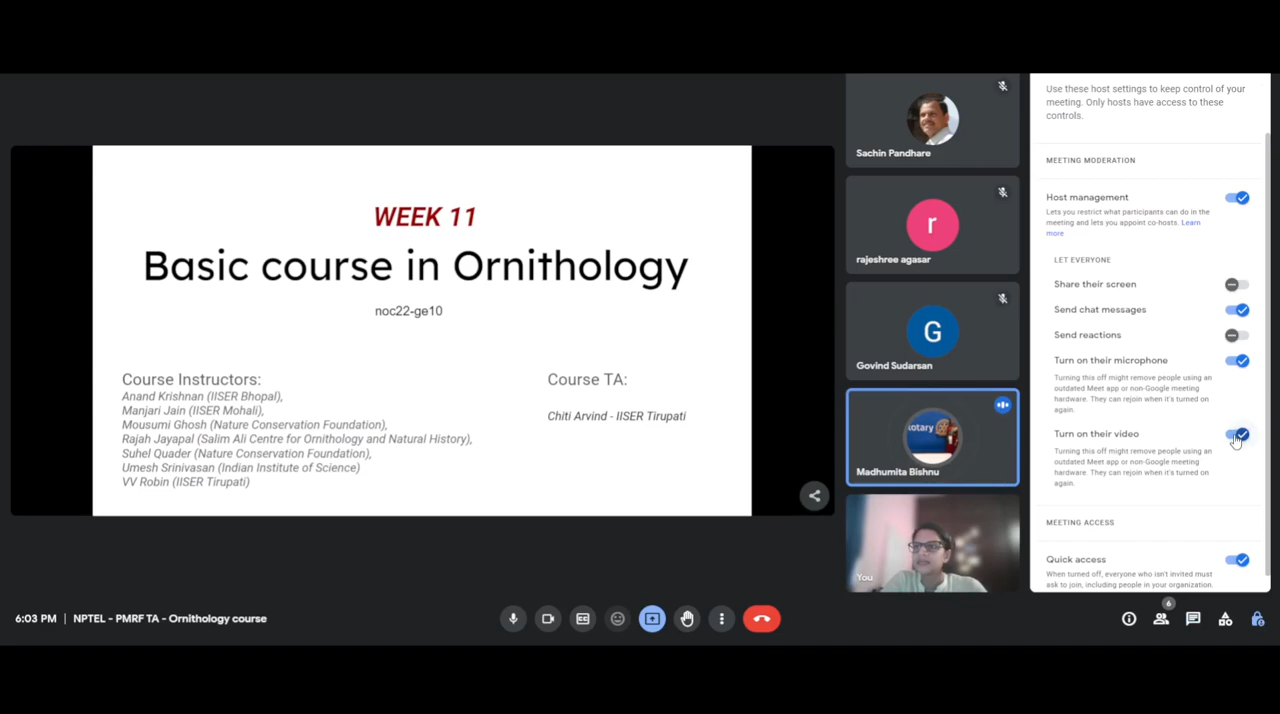 WEEK 11
Basic course in Ornithology
noc22-ge10
Course Instructors:
Anand Krishnan (IISER Bhopal),
Manjari Jain (IISER Mohali),
Mousumi Ghosh (Nature Conservation Foundation),
Rajah Jayapal (Salim Ali Centre for Ornithology and Natural History),
Suhel Quader (Nature Conservation Foundation),
Umesh Srinivasan (Indian Institute of Science)
VV Robin (IISER Tirupati)
Course TA:
Chiti Arvind - IISER Tirupati
Sachin Pandhare
r
rajeshree agasar
G
Govind Sudarsan
otary
Madhumita Bishnu
You
Use these host settings to keep control of your
meeting. Only hosts have access to these
controls.
MEETING MODERATION
Host management
Lets you restrict what participants can do in the
meeting and lets you appoint co-hosts. Learn
more
LET EVERYONE
Share their screen
Send chat messages
Send reactions
Turn on their microphone
Turning this off might remove people using an
outdated Meet app or non-Google meeting
hardware. They can rejoin when it's turned on
again.
Turn on their video
Turning this off might remove people using an
outdated Meet app or non-Google meeting
hardware. They can rejoin when it's turned on
again.
MEETING ACCESS
Quick access
When turned off, everyone who isn't invited must
ask to join, including people in your organization.
6:03 PM | NPTEL - PMRF TA - Ornithology course
6